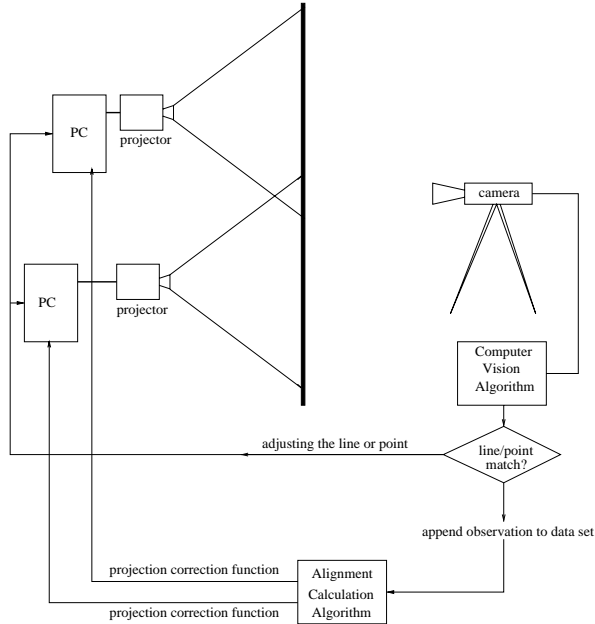 PC
projector
camera
PC
projector
Computer
Vision
Algorithm
adjusting the line or point
line/point
match?
append observation to data set
projection correction function
Alignment
Calculation
Algorithm
projection correction function